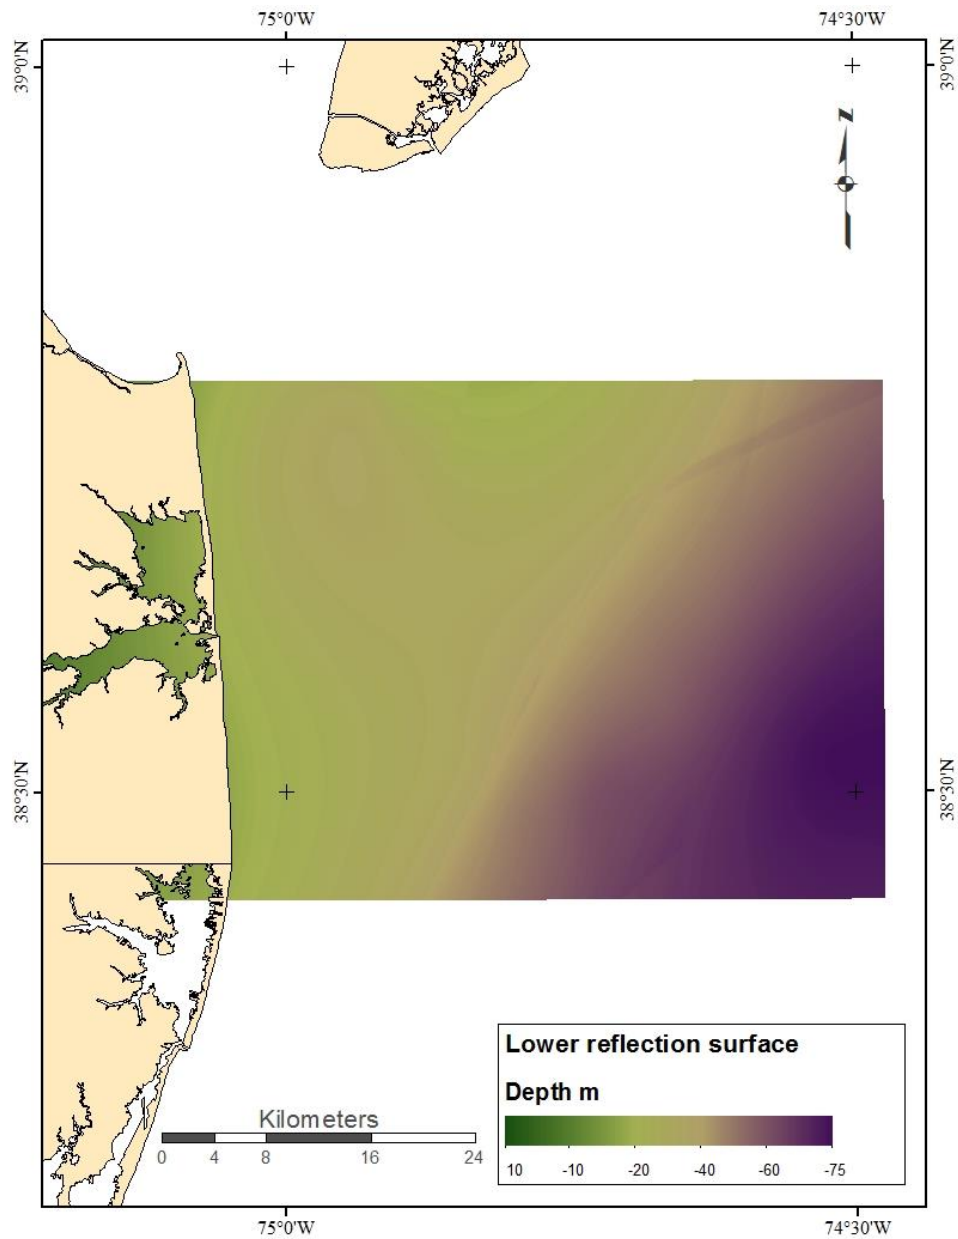 75°0'W 74°30'W
39°0'N 39°0'N
N
38°30'N 38°30'N
Lower reflection surface
Depth m
10 -10 -20 -40 -60 -75
Kilometers
0 4 8 16 24
75°0'W 74°30'W